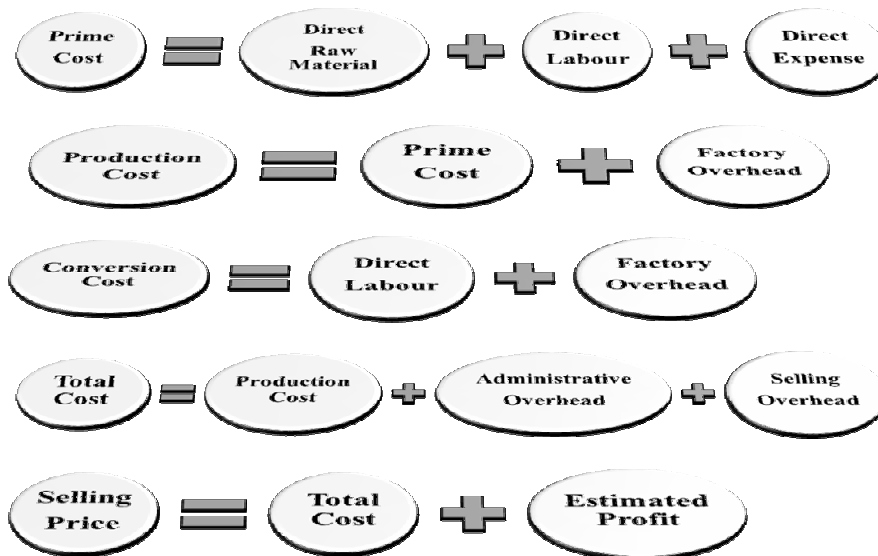 Prime Cost = Direct Raw Material + Direct Labour + Direct Expense
Production Cost = Prime Cost + Factory Overhead
Conversion Cost = Direct Labour + Factory Overhead
Total Cost = Production Cost + Administrative Overhead + Selling Overhead
Selling Price = Total Cost + Estimated Profit